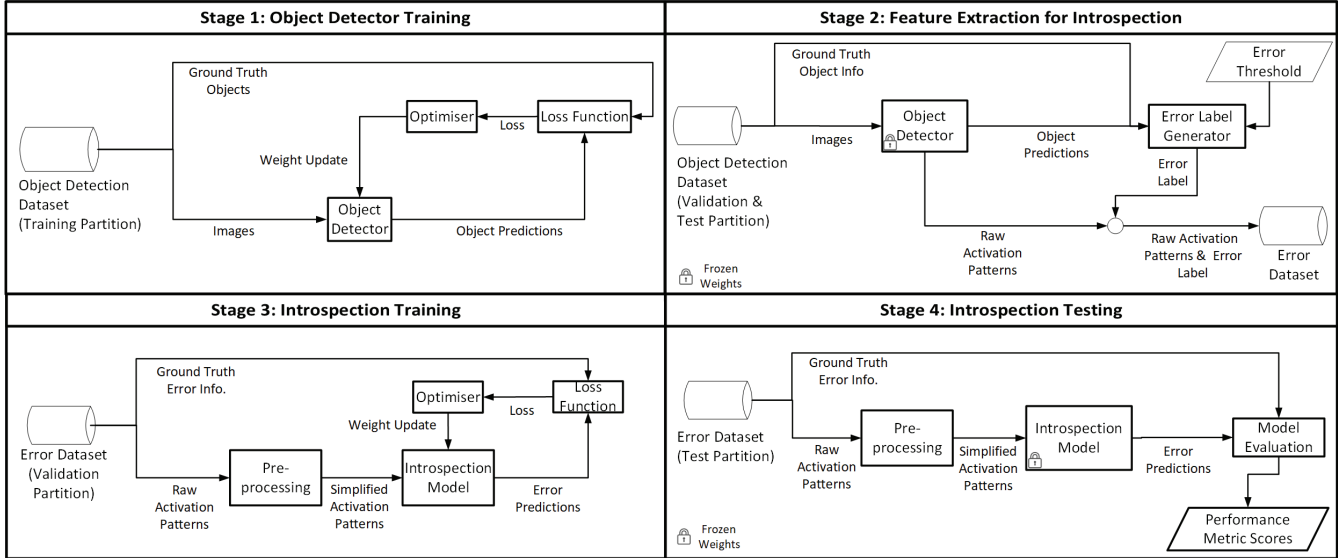 Stage 1: Object Detector Training
Ground Truth
Objects
Optimiser
Loss
Loss Function
Weight Update
Object Detection
Dataset
(Training Partition)
Images
Object
Detector
Object Predictions
Stage 2: Feature Extraction for Introspection
Ground Truth
Object Info
Error
Threshold
Object
Detector
Error Label
Generator
Images
Object
Predictions
Object Detection
Dataset
(Validation &
Test Partition)
Error
Label
Raw
Activation
Patterns
Raw Activation
Patterns & Error
Label
Error
Dataset
Frozen
Weights
Stage 3: Introspection Training
Ground Truth
Error Info.
Optimiser
Loss
Loss
Function
Weight Update
Error Dataset
(Validation
Partition)
Raw
Activation
Patterns
Pre-
processing
Simplified
Activation
Patterns
Introspection
Model
Error
Predictions
Stage 4: Introspection Testing
Ground Truth
Error Info.
Error Dataset
(Test Partition)
Raw
Activation
Patterns
Pre-
processing
Simplified
Activation
Patterns
Introspection
Model
Error
Predictions
Model
Evaluation
Performance
Metric Scores
Frozen
Weights